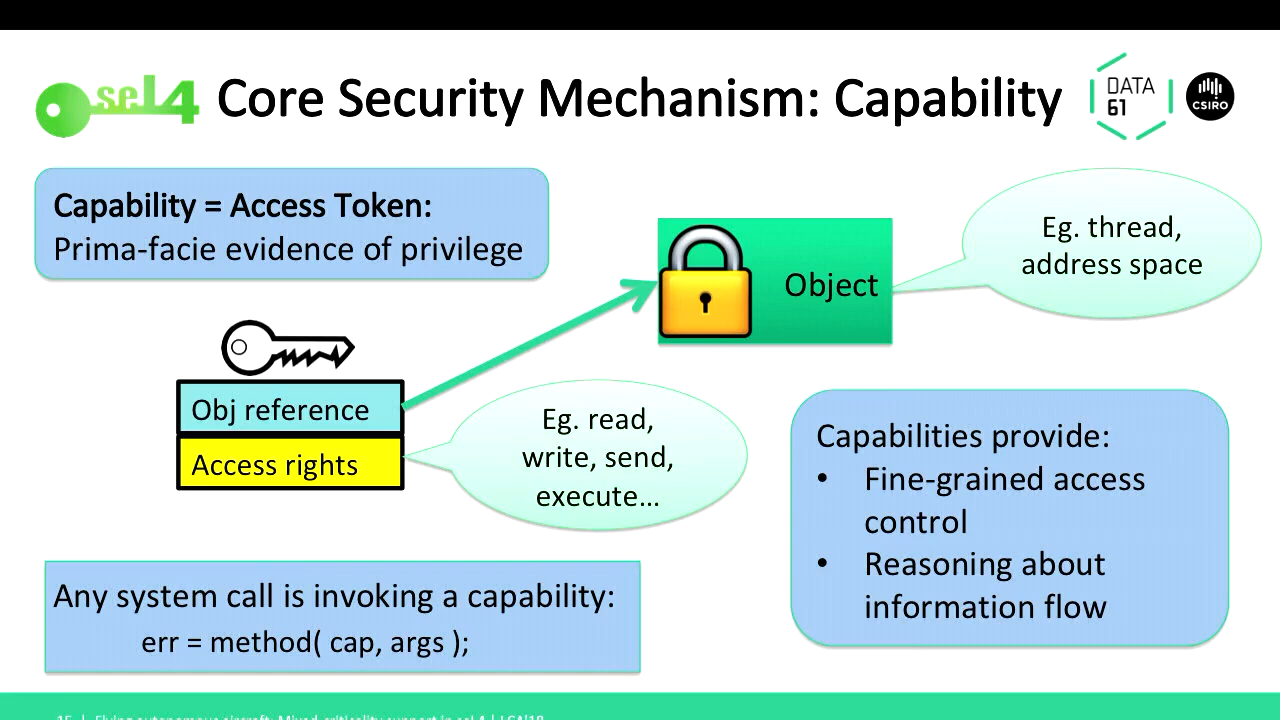 seL4
Core Security Mechanism: Capability
DATA
61
CSIRO
Capability = Access Token:
Prima-facie evidence of privilege
Eg. thread,
address space
Object
Obj reference
Access rights
Eg. read,
write, send,
execute…
Capabilities provide:
• Fine-grained access
control
• Reasoning about
information flow
Any system call is invoking a capability:
err = method( cap, args );